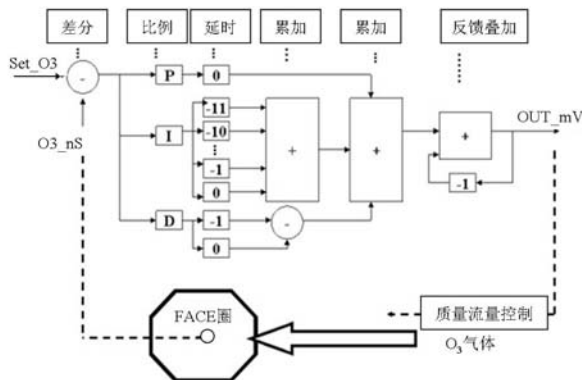 差分 比例 延时 累加 累加 反馈叠加
Set_O3
-
P 0
OUT_mV
-11
I -10
-1
0
+
+
+
-1
O3_nS
D -1
0
-
FACE圈
质量流量控制
O₃气体